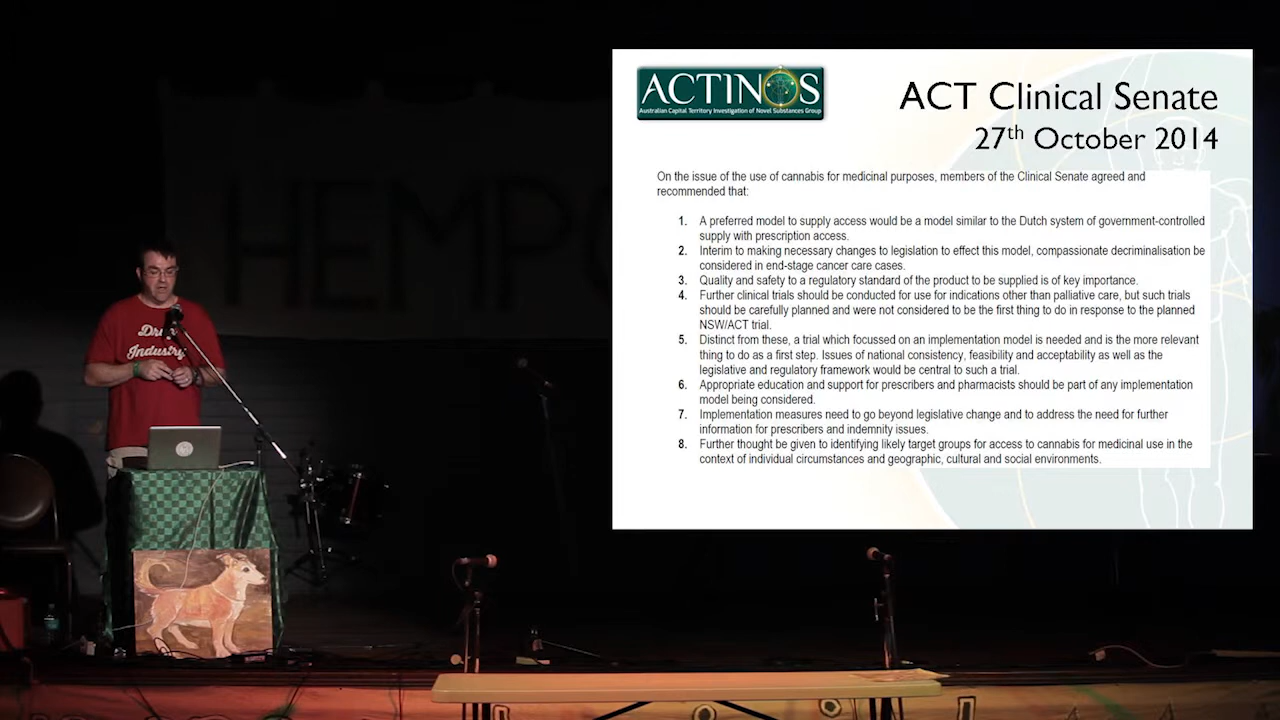 ACTINOS
Australian Capital Territory Investigation of Novel Substances Group
ACT Clinical Senate
27th October 2014
On the issue of the use of cannabis for medicinal purposes, members of the Clinical Senate agreed and
recommended that:
1. A preferred model to supply access would be a model similar to the Dutch system of government-controlled
supply with prescription access.
2. Interim to making necessary changes to legislation to effect this model, compassionate decriminalisation be
considered in end-stage cancer care cases.
3. Quality and safety to a regulatory standard of the product to be supplied is of key importance.
4. Further clinical trials should be conducted for use for indications other than palliative care, but such trials
should be carefully planned and were not considered to be the first thing to do in response to the planned
NSW/ACT trial.
5. Distinct from these, a trial which focussed on an implementation model is needed and is the more relevant
thing to do as a first step. Issues of national consistency, feasibility and acceptability as well as the
legislative and regulatory framework would be central to such a trial.
6. Appropriate education and support for prescribers and pharmacists should be part of any implementation
model being considered.
7. Implementation measures need to go beyond legislative change and to address the need for further
information for prescribers and indemnity issues.
8. Further thought be given to identifying likely target groups for access to cannabis for medicinal use in the
context of individual circumstances and geographic, cultural and social environments.
HEMP
Industry